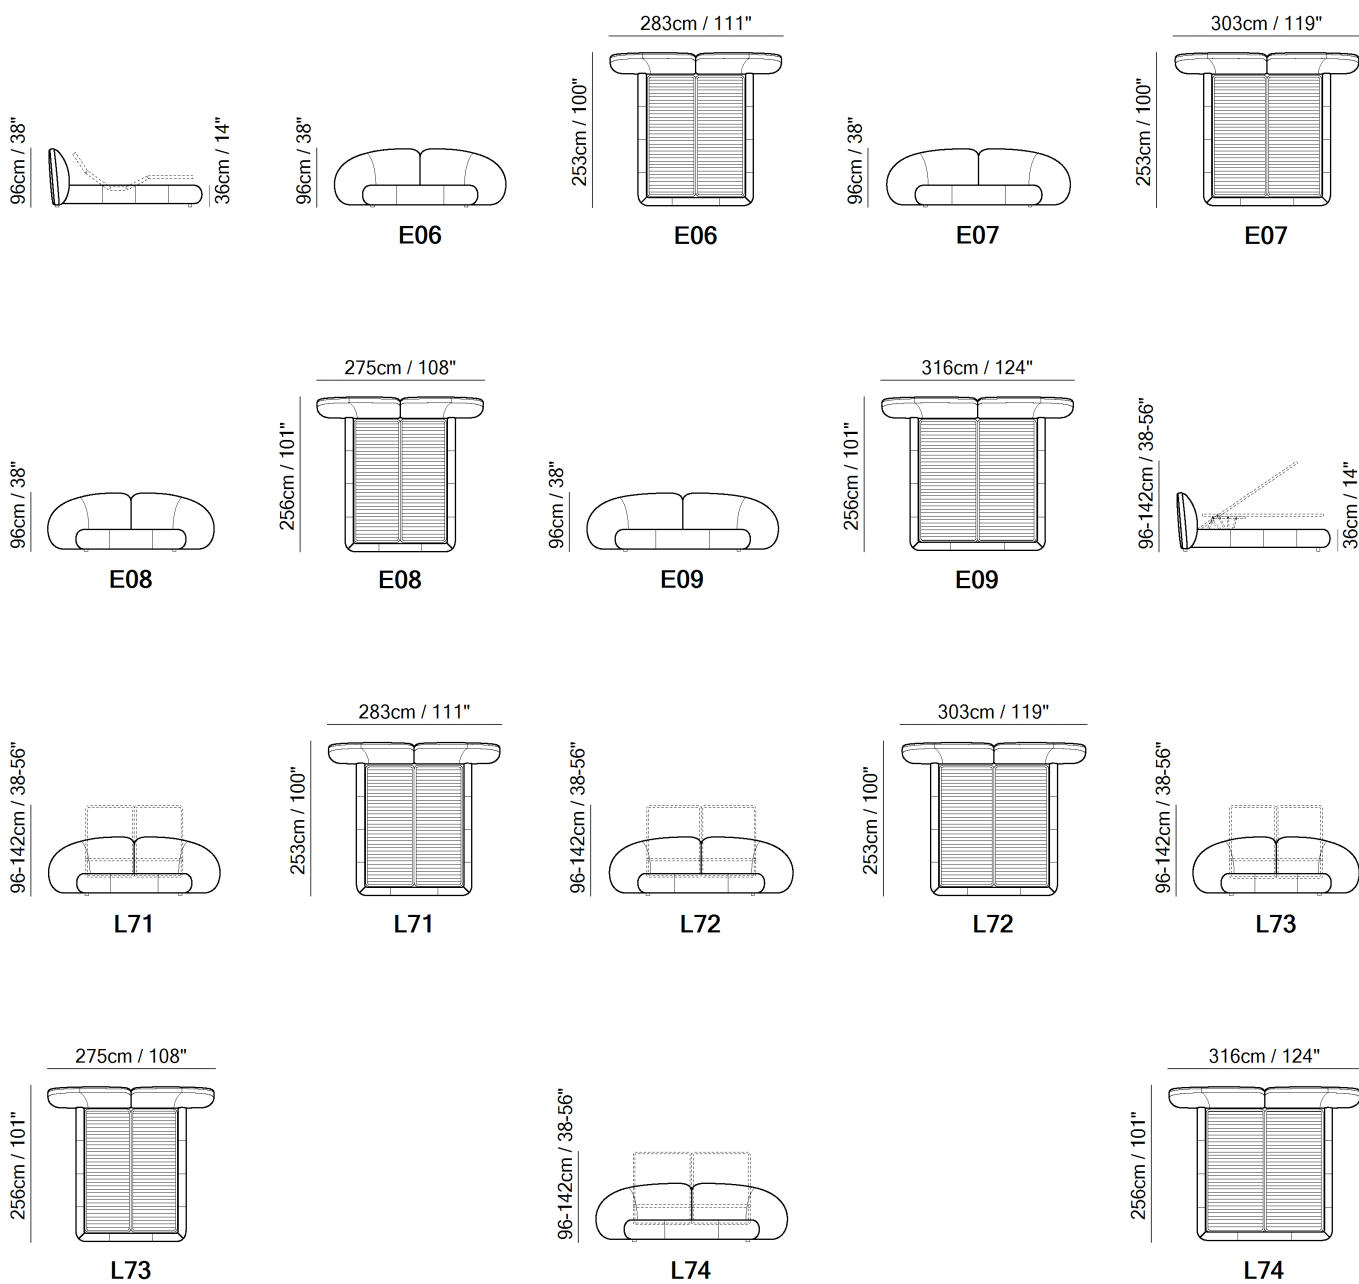 283cm / 111"
303cm / 119"
96cm / 38"
36cm / 14"
96cm / 38"
253cm / 100"
96cm / 38"
253cm / 100"
E06
E06
E07
E07
275cm / 108"
316cm / 124"
96cm / 38"
256cm / 101"
96cm / 38"
256cm / 101"
96-142cm / 38-56"
36cm / 14"
E08
E08
E09
E09
283cm / 111"
303cm / 119"
96-142cm / 38-56"
253cm / 100"
96-142cm / 38-56"
253cm / 100"
96-142cm / 38-56"
L71
L71
L72
L72
L73
275cm / 108"
316cm / 124"
256cm / 101"
96-142cm / 38-56"
256cm / 101"
L73
L74
L74